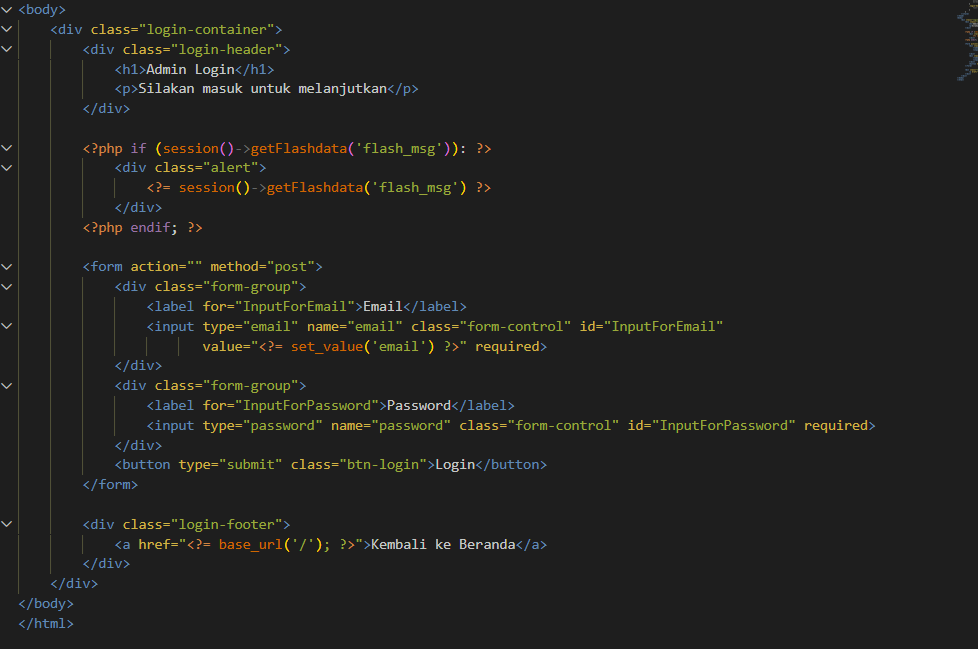 <body>
<div class="login-container">
<div class="login-header">
<h1>Admin Login</h1>
<p>Silakan masuk untuk melanjutkan</p>
</div>
<?php if (session()->getFlashdata('flash_msg')): ?>
<div class="alert">
<?= session()->getFlashdata('flash_msg') ?>
</div>
<?php endif; ?>
<form action="" method="post">
<div class="form-group">
<label for="InputForEmail">Email</label>
<input type="email" name="email" class="form-control" id="InputForEmail"
value="<?= set_value('email') ?>" required>
</div>
<div class="form-group">
<label for="InputForPassword">Password</label>
<input type="password" name="password" class="form-control" id="InputForPassword" required>
</div>
<button type="submit" class="btn-login">Login</button>
</form>
<div class="login-footer">
<a href="<?= base_url('/'); ?>">Kembali ke Beranda</a>
</div>
</div>
</body>
</html>